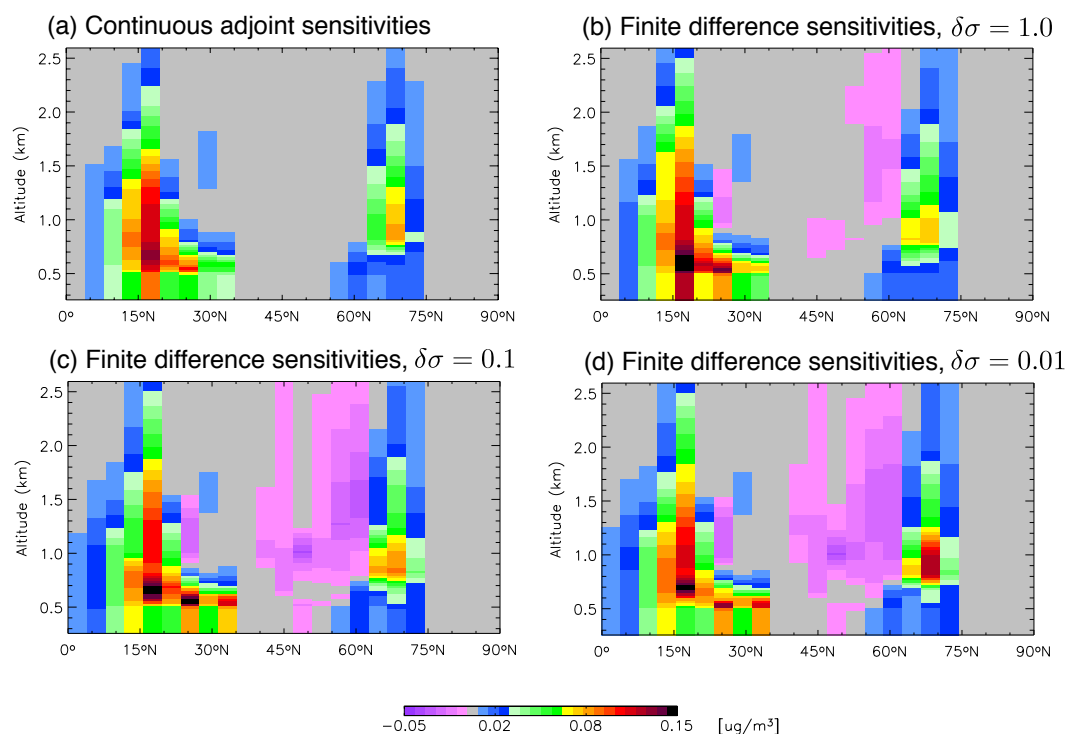 (a) Continuous adjoint sensitivities
(b) Finite difference sensitivities, δσ = 1.0
2.5
2.0
1.5
1.0
0.5
Altitude (km)
0° 15°N 30°N 45°N 60°N 75°N 90°N
2.5
2.0
1.5
1.0
0.5
Altitude (km)
0° 15°N 30°N 45°N 60°N 75°N 90°N
(c) Finite difference sensitivities, δσ = 0.1
(d) Finite difference sensitivities, δσ = 0.01
2.5
2.0
1.5
1.0
0.5
Altitude (km)
0° 15°N 30°N 45°N 60°N 75°N 90°N
2.5
2.0
1.5
1.0
0.5
Altitude (km)
0° 15°N 30°N 45°N 60°N 75°N 90°N
−0.05 0.02 0.08 0.15 [ug/m³]